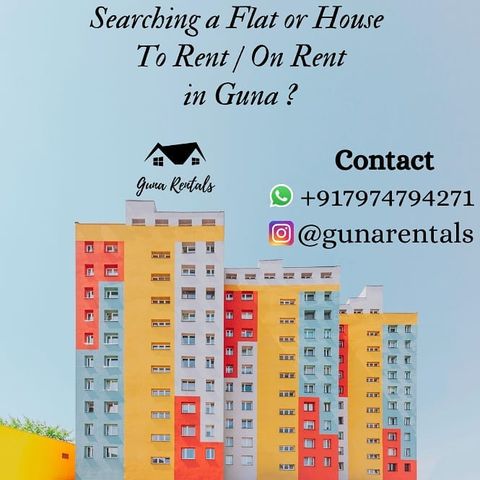 Searching a Flat or House
To Rent / On Rent
in Guna ?
Guna Rentals
Contact
+917974794271
@gunarentals